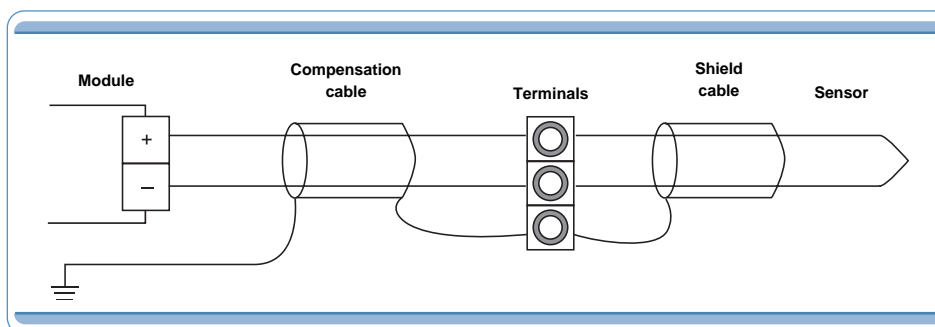 Module
Compensation
cable
Terminals
Shield
cable
Sensor
+
–